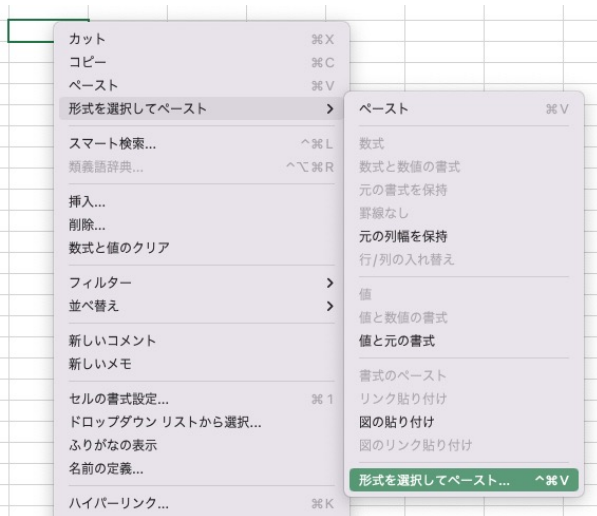 カット ⌘X
コピー ⌘C
ペースト ⌘V
形式を選択してペースト
スマート検索... ^⌘L
類義語辞典... ^⌥⌘R
挿入...
削除...
数式と値のクリア
フィルター
並べ替え
新しいコメント
新しいメモ
セルの書式設定... ⌘1
ドロップダウン リストから選択...
ふりがなの表示
名前の定義...
ハイパーリンク... ⌘K
ペースト ⌘V
数式
数式と数値の書式
元の書式を保持
罫線なし
元の列幅を保持
行/列の入れ替え
値
値と数値の書式
値と元の書式
書式のペースト
リンク貼り付け
図の貼り付け
図のリンク貼り付け
形式を選択してペースト... ^⌘V